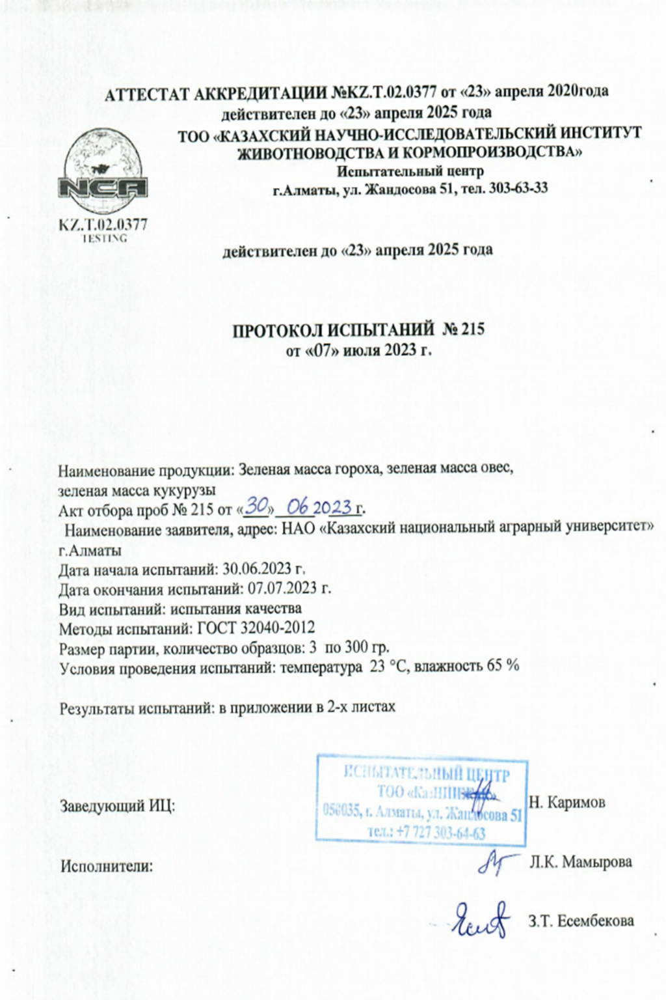 АТТЕСТАТ АККРЕДИТАЦИИ №KZ.T.02.0377 от «23» апреля 2020года
действителен до «23» апреля 2025 года
ТОО «КАЗАХСКИЙ НАУЧНО-ИССЛЕДОВАТЕЛЬСКИЙ ИНСТИТУТ
ЖИВОТНОВОДСТВА И КОРМОПРОИЗВОДСТВА»
Испытательный центр
г.Алматы, ул. Жандосова 51, тел. 303-63-33
NCA
KZ.T.02.0377
TESTING
действителен до «23» апреля 2025 года
ПРОТОКОЛ ИСПЫТАНИЙ № 215
от «07» июля 2023 г.
Наименование продукции: Зеленая масса гороха, зеленая масса овес,
зеленая масса кукурузы
Акт отбора проб № 215 от «30» 06 2023 г.
Наименование заявителя, адрес: НАО «Казахский национальный аграрный университет»
г.Алматы
Дата начала испытаний: 30.06.2023 г.
Дата окончания испытаний: 07.07.2023 г.
Вид испытаний: испытания качества
Методы испытаний: ГОСТ 32040-2012
Размер партии, количество образцов: 3 по 300 гр.
Условия проведения испытаний: температура 23 °С, влажность 65 %
Результаты испытаний: в приложении в 2-х листах
ИСПЫТАТЕЛЬНЫЙ ЦЕНТР
ТОО
050035, г. Алматы, ул. Жандосова 51
тел.: +7 727 303-64-63
Заведующий ИЦ:
Н. Каримов
Исполнители:
Л.К. Мамырова
З.Т. Есембекова